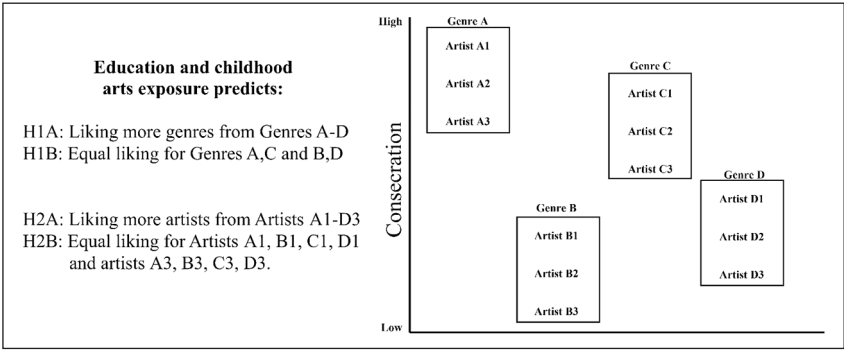 Education and childhood
arts exposure predicts:
H1A: Liking more genres from Genres A-D
H1B: Equal liking for Genres A,C and B,D
H2A: Liking more artists from Artists A1-D3
H2B: Equal liking for Artists A1, B1, C1, D1
and artists A3, B3, C3, D3.
High
Consecration
Low
Genre A
Artist A1
Artist A2
Artist A3
Genre B
Artist B1
Artist B2
Artist B3
Genre C
Artist C1
Artist C2
Artist C3
Genre D
Artist D1
Artist D2
Artist D3